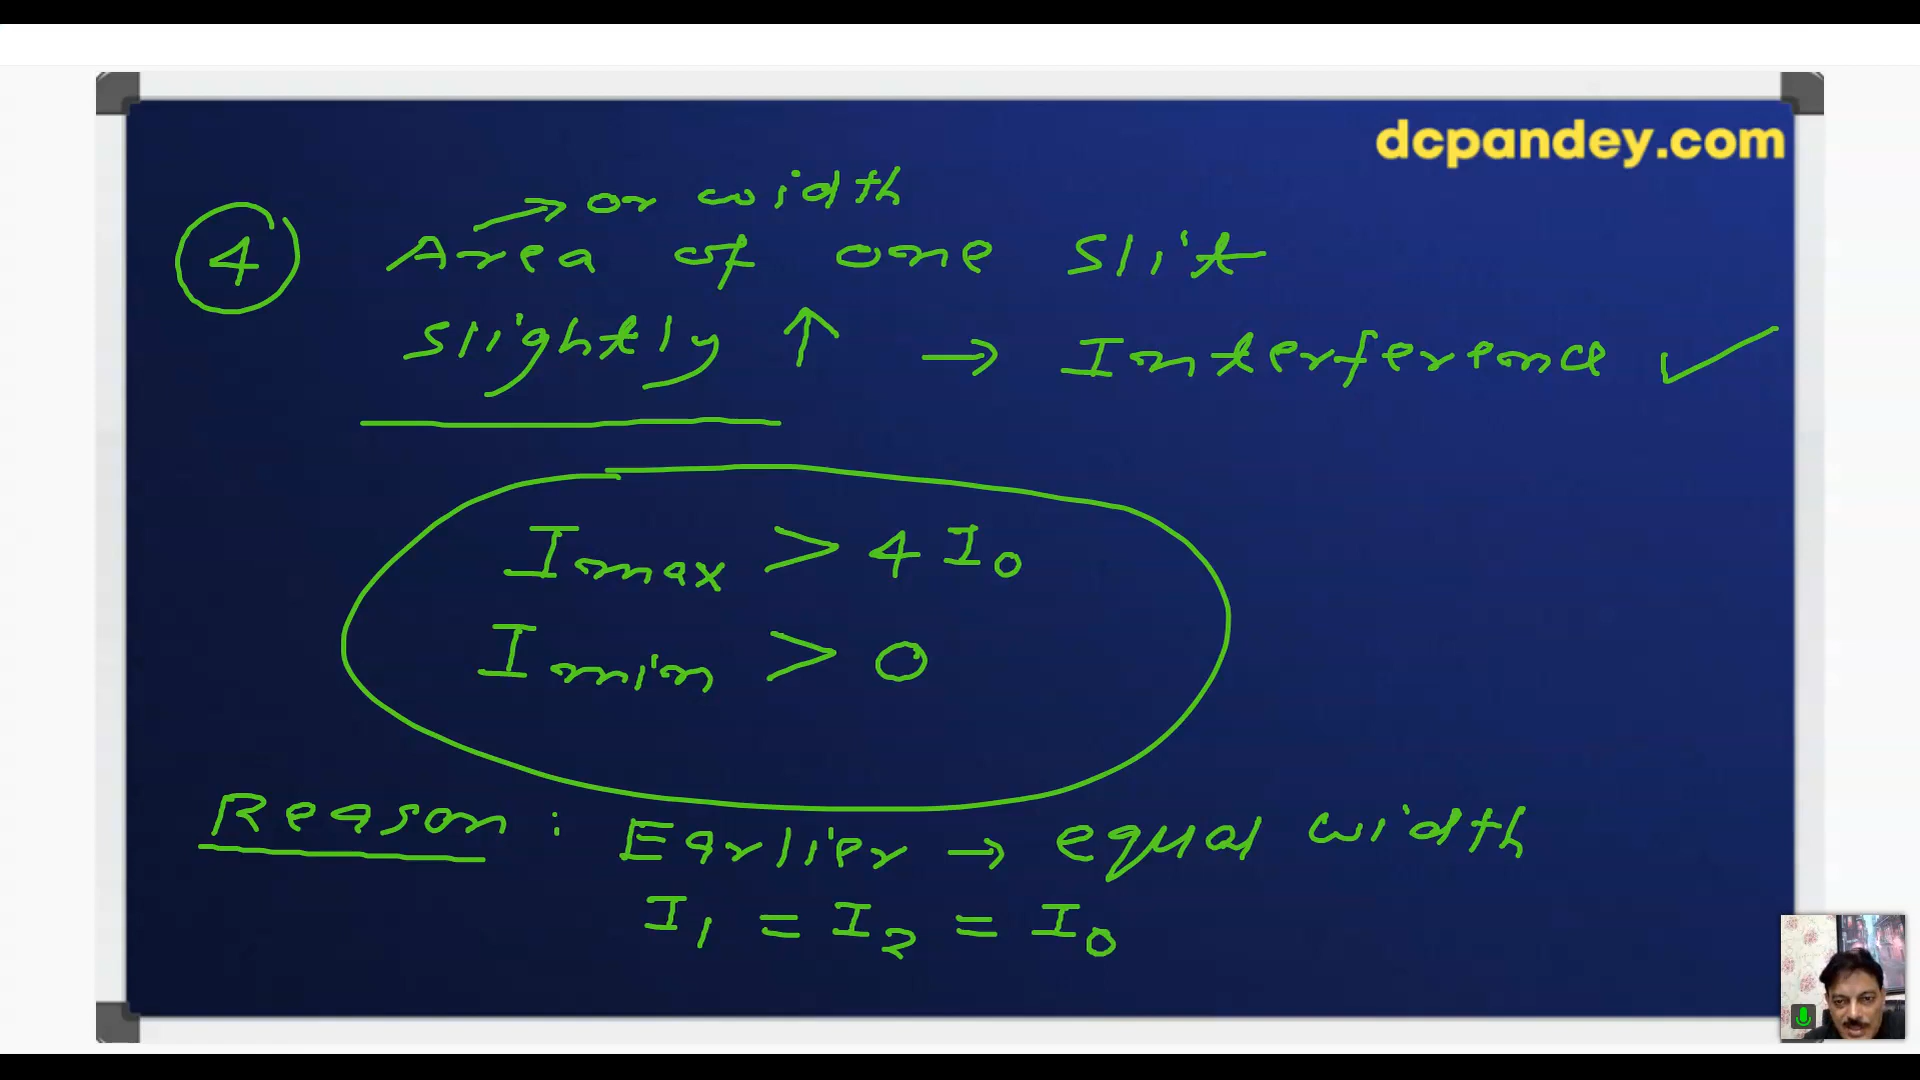 dcpandey.com
→ or width
4 Area of one slit
slightly ↑ → Interference ✓
Imax > 4 I0
Imin > 0
Reason : Earlier → equal width
I1 = I2 = I0